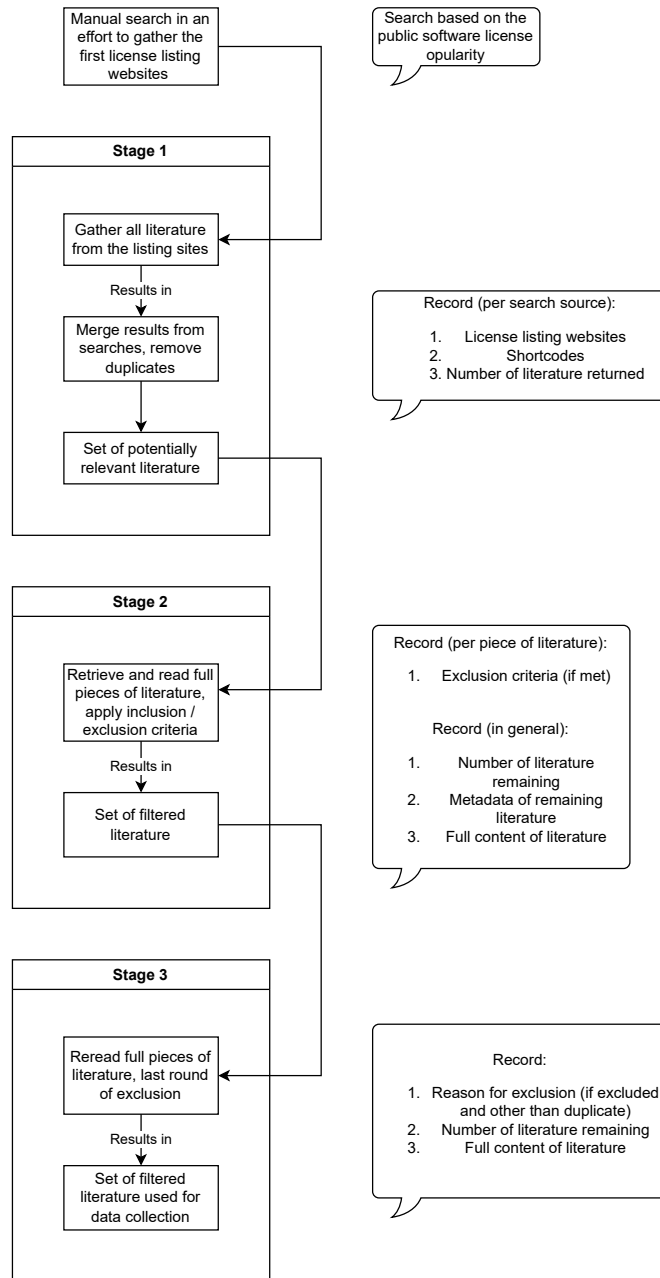 Manual search in an
effort to gather the
first license listing
websites
Search based on the
public software license
opularity
Stage 1
Gather all literature
from the listing sites
Results in
Merge results from
searches, remove
duplicates
Set of potentially
relevant literature
Record (per search source):
1. License listing websites
2. Shortcodes
3. Number of literature returned
Stage 2
Retrieve and read full
pieces of literature,
apply inclusion /
exclusion criteria
Results in
Set of filtered
literature
Record (per piece of literature):
1. Exclusion criteria (if met)
Record (in general):
1. Number of literature
remaining
2. Metadata of remaining
literature
3. Full content of literature
Stage 3
Reread full pieces of
literature, last round
of exclusion
Results in
Set of filtered
literature used for
data collection
Record:
1. Reason for exclusion (if excluded
and other than duplicate)
2. Number of literature remaining
3. Full content of literature